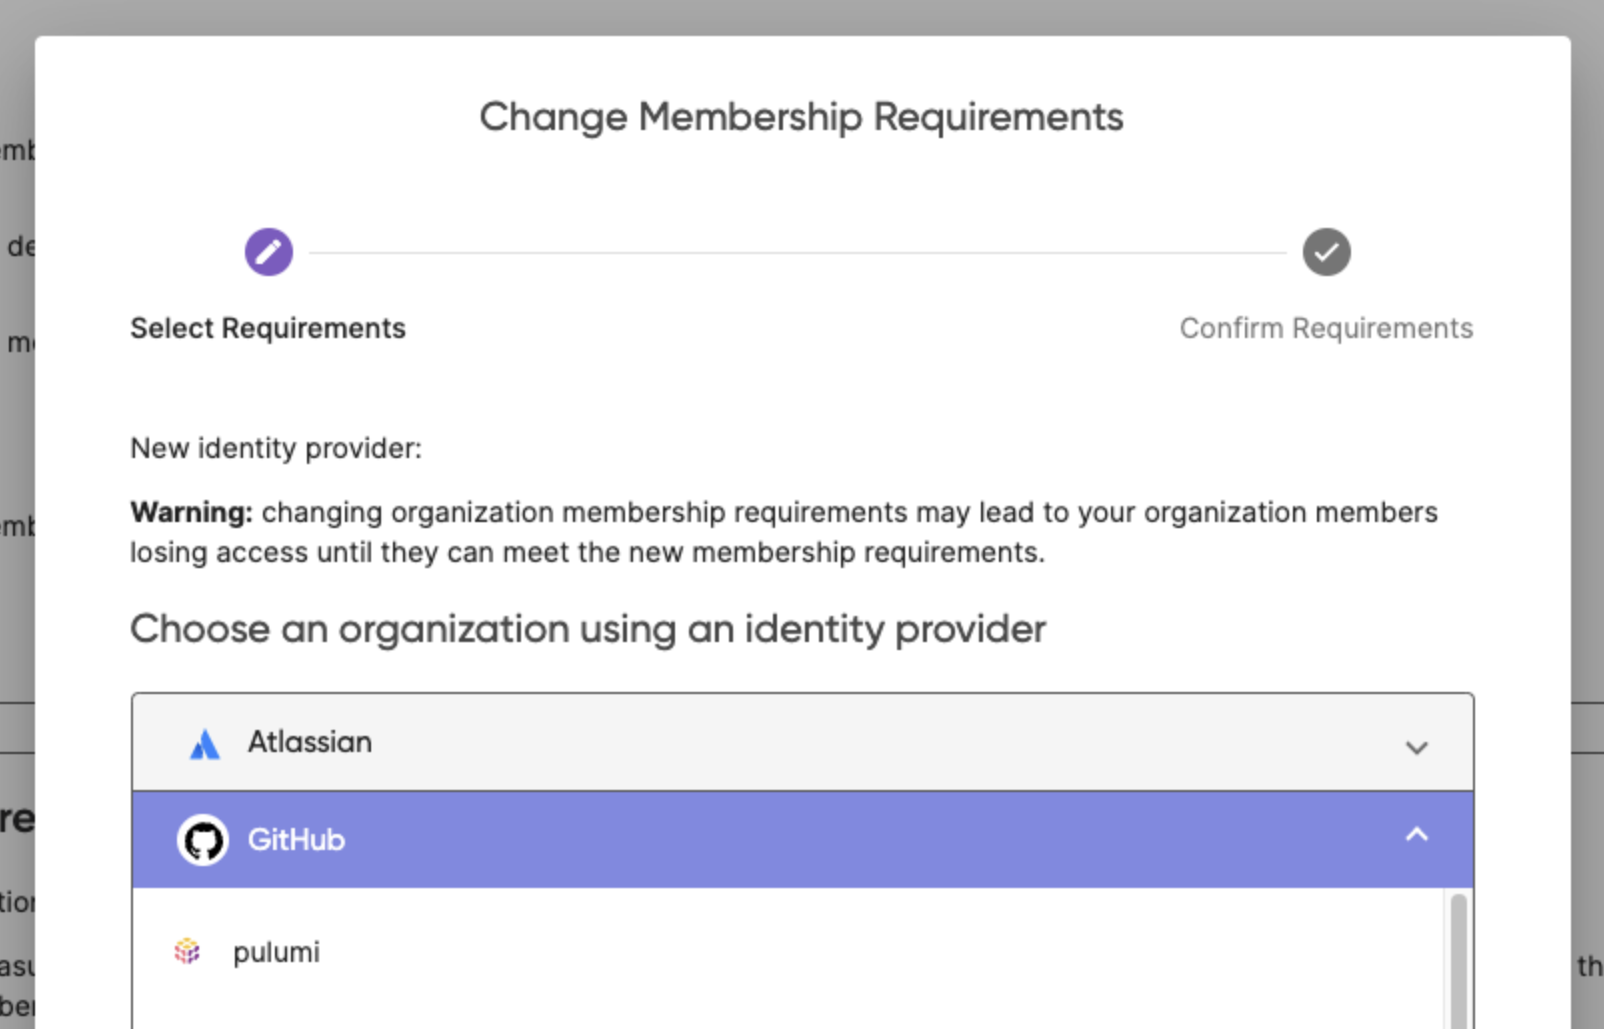 Change Membership Requirements
Select Requirements
Confirm Requirements
New identity provider:
Warning: changing organization membership requirements may lead to your organization members
losing access until they can meet the new membership requirements.
Choose an organization using an identity provider
Atlassian
GitHub
pulumi